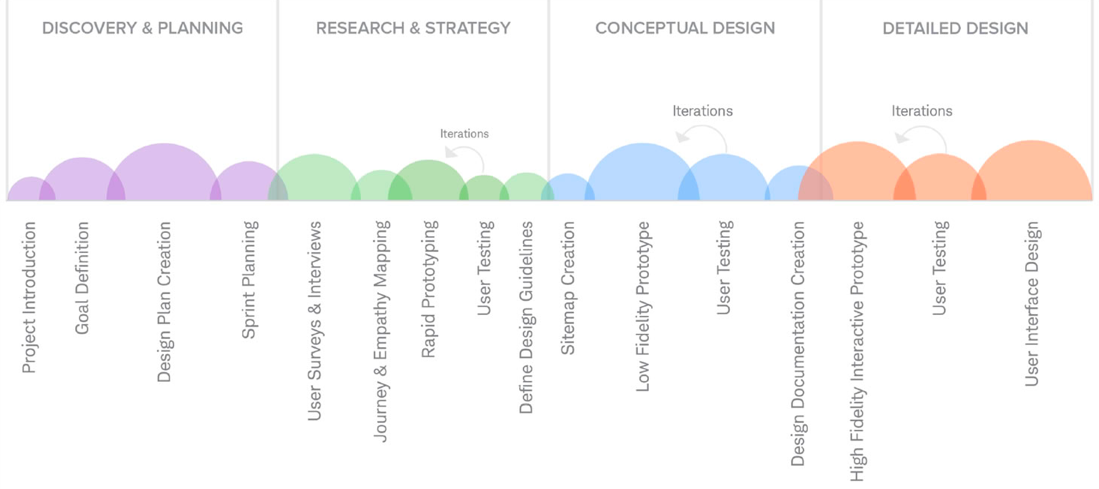 DISCOVERY & PLANNING
RESEARCH & STRATEGY
CONCEPTUAL DESIGN
DETAILED DESIGN
Iterations
Iterations
Iterations
Project Introduction
Goal Definition
Design Plan Creation
Sprint Planning
User Surveys & Interviews
Journey & Empathy Mapping
Rapid Prototyping
User Testing
Define Design Guidelines
Sitemap Creation
Low Fidelity Prototype
User Testing
Design Documentation Creation
High Fidelity Interactive Prototype
User Testing
User Interface Design